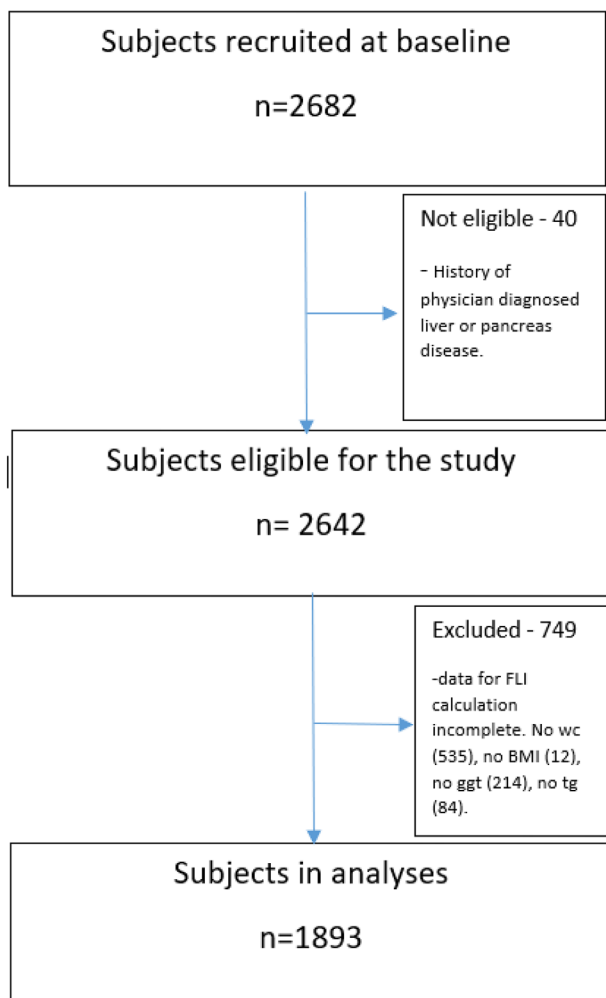 Subjects recruited at baseline
n=2682
Not eligible - 40
- History of
physician diagnosed
liver or pancreas
disease.
Subjects eligible for the study
n= 2642
Excluded - 749
-data for FLI
calculation
incomplete. No wc
(535), no BMI (12),
no ggt (214), no tg
(84).
Subjects in analyses
n=1893